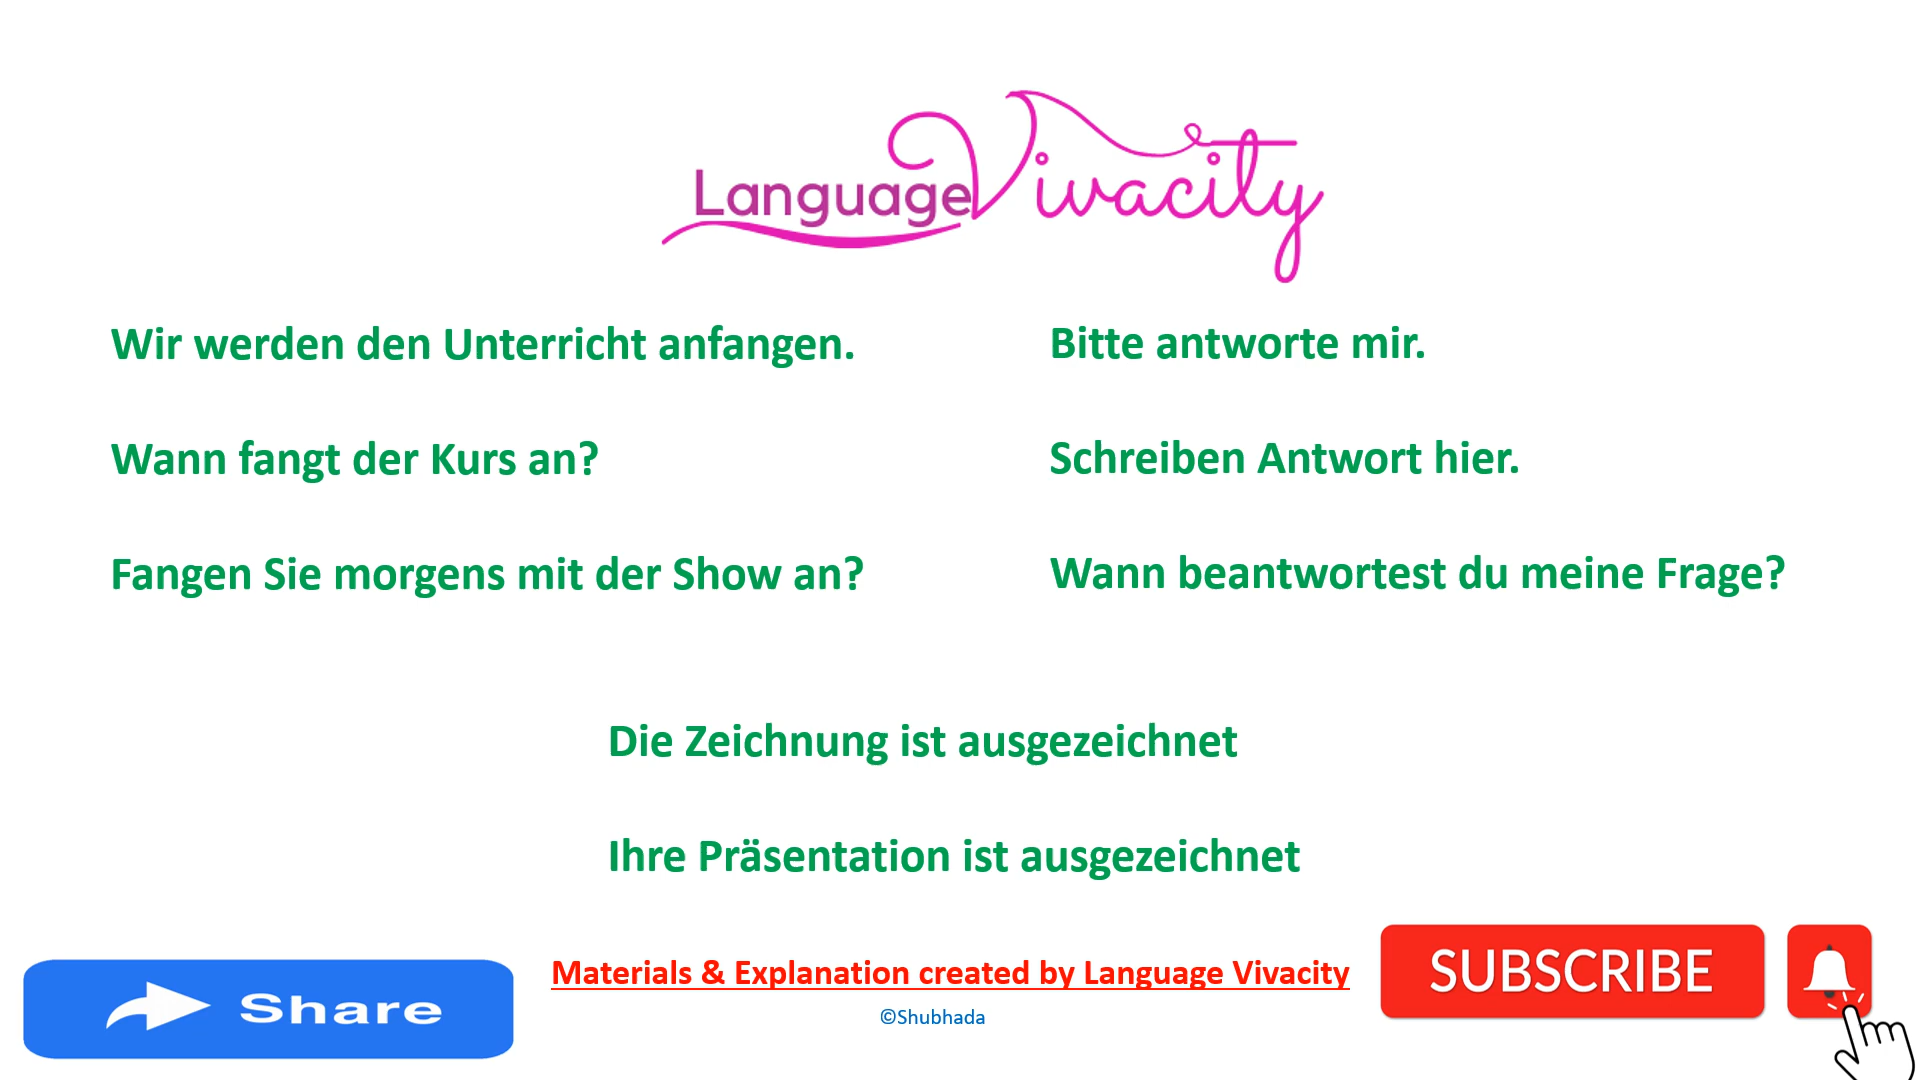 Language Vivacity
Wir werden den Unterricht anfangen.
Wann fangt der Kurs an?
Fangen Sie morgens mit der Show an?
Bitte antworte mir.
Schreiben Antwort hier.
Wann beantwortest du meine Frage?
Die Zeichnung ist ausgezeichnet
Ihre Präsentation ist ausgezeichnet
Share
Materials & Explanation created by Language Vivacity
©Shubhada
SUBSCRIBE